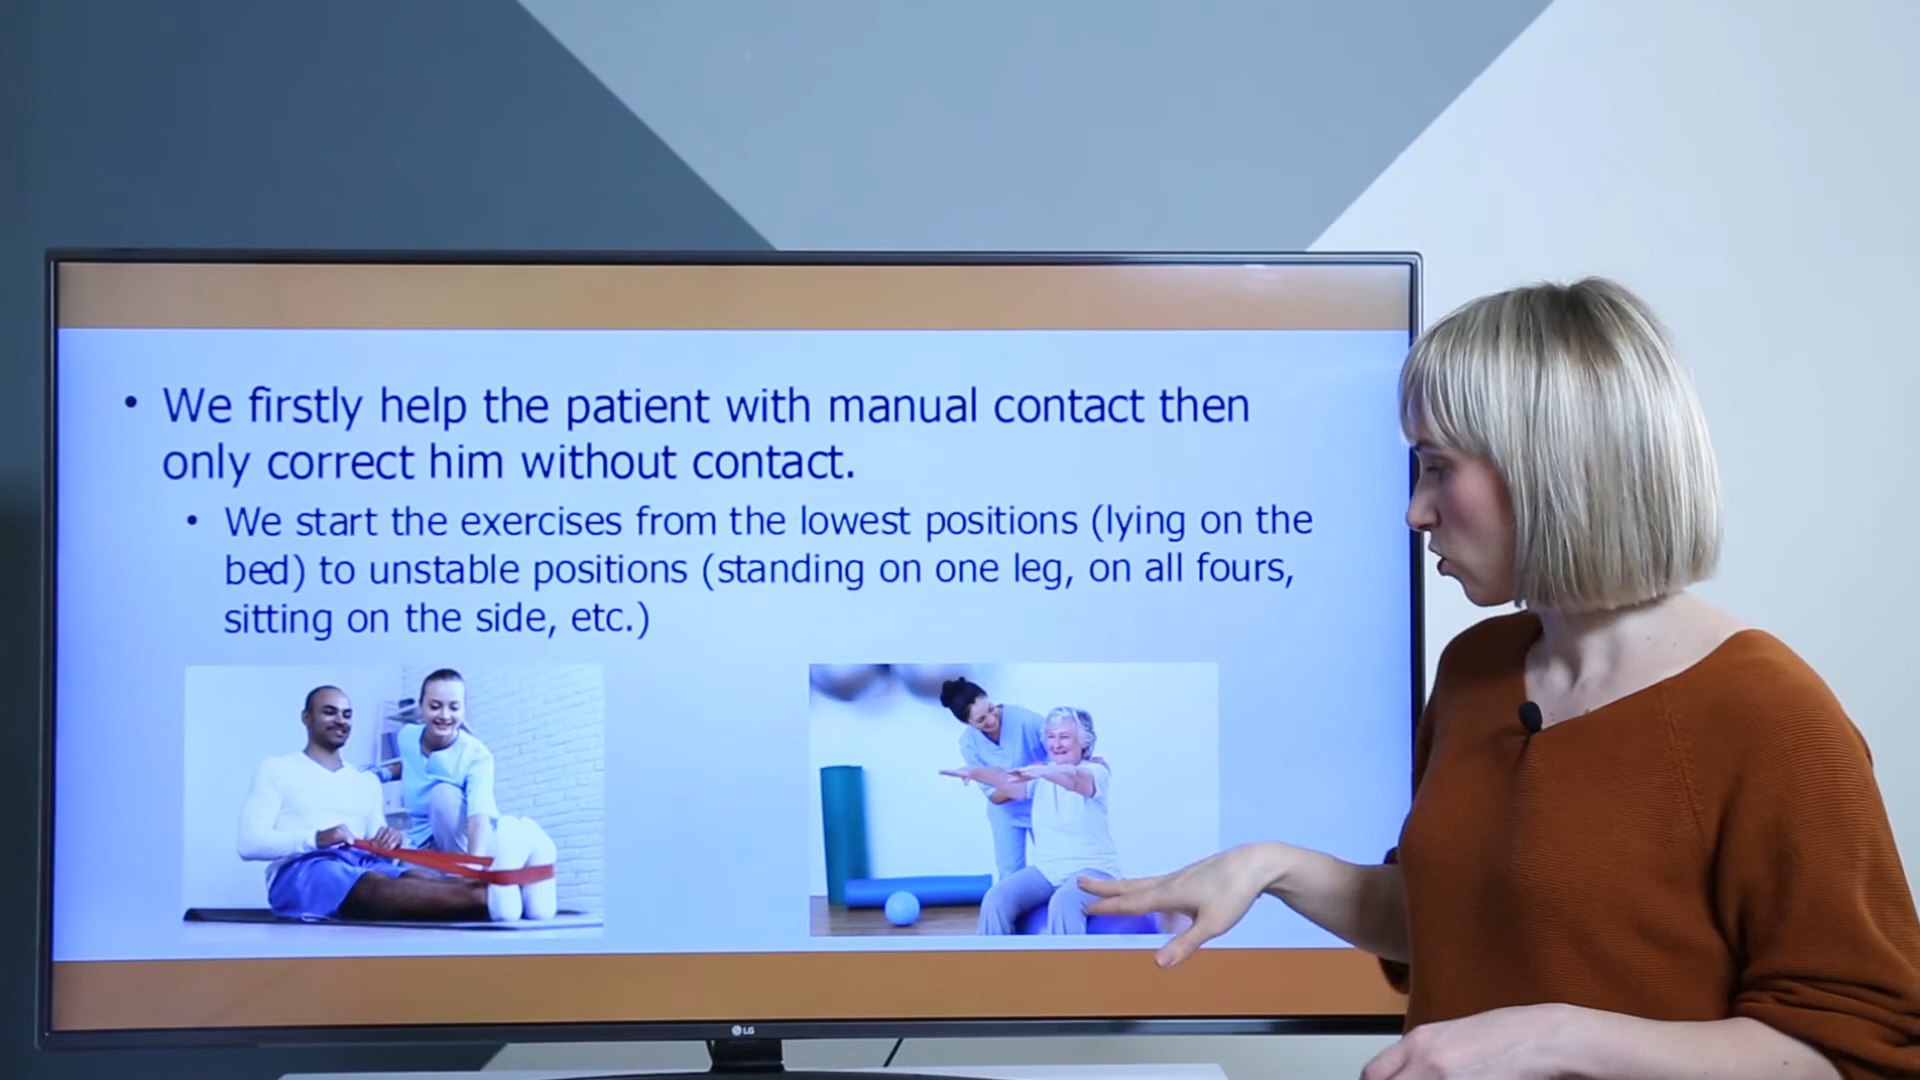 • We firstly help the patient with manual contact then
only correct him without contact.
• We start the exercises from the lowest positions (lying on the
bed) to unstable positions (standing on one leg, on all fours,
sitting on the side, etc.)
LG